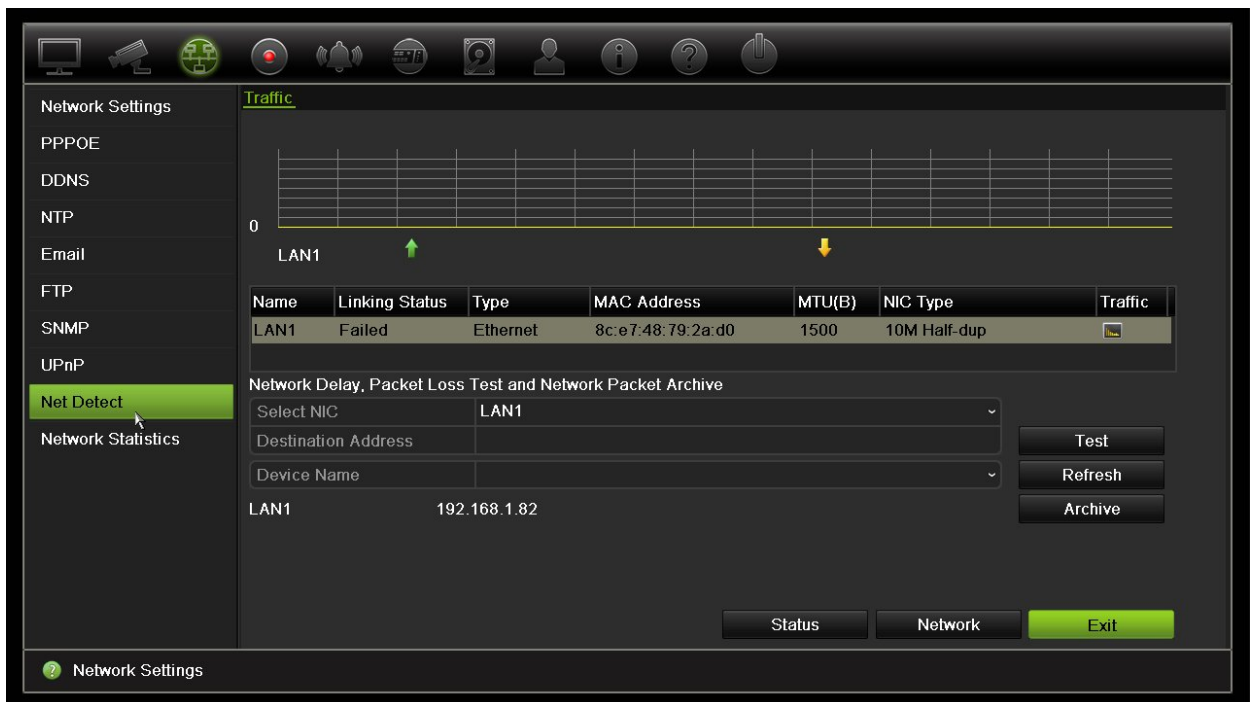 Network Settings
PPPOE
DDNS
NTP
Email
FTP
SNMP
UPnP
Net Detect
Network Statistics
Traffic
0
LAN1
Name Linking Status Type MAC Address MTU(B) NIC Type Traffic
LAN1 Failed Ethernet 8c:e7:48:79:2a:d0 1500 10M Half-dup
Network Delay, Packet Loss Test and Network Packet Archive
Select NIC LAN1
Destination Address Test
Device Name Refresh
LAN1 192.168.1.82 Archive
Status Network Exit
Network Settings